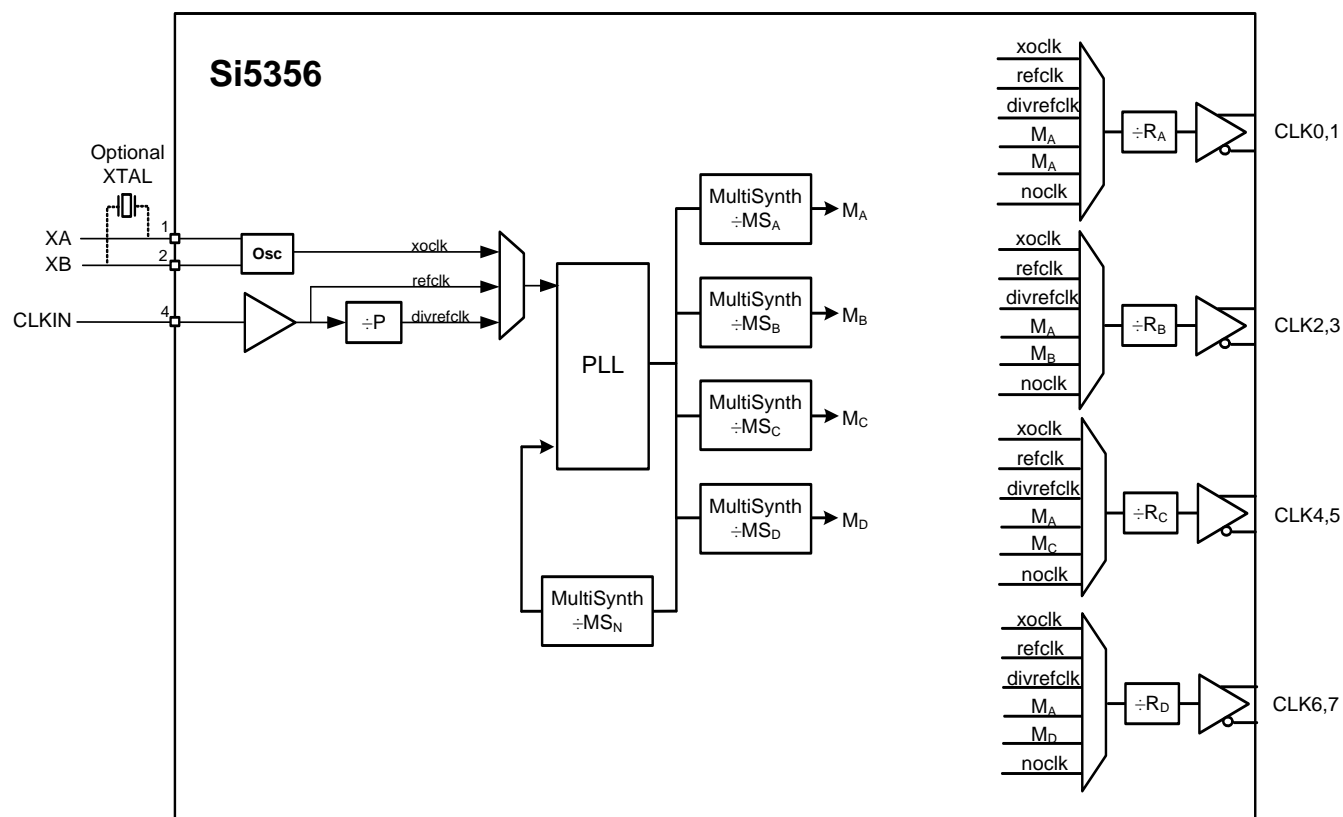 Si5356
Optional
XTAL
XA
1
XB
2
CLKIN
4
Osc
xoclk
refclk
÷P
divrefclk
PLL
MultiSynth
÷MSA
MA
MultiSynth
÷MSB
MB
MultiSynth
÷MSC
MC
MultiSynth
÷MSD
MD
MultiSynth
÷MSN
xoclk
refclk
divrefclk
MA
MA
noclk
÷RA
CLK0,1
xoclk
refclk
divrefclk
MA
MB
noclk
÷RB
CLK2,3
xoclk
refclk
divrefclk
MA
MC
noclk
÷RC
CLK4,5
xoclk
refclk
divrefclk
MA
MD
noclk
÷RD
CLK6,7